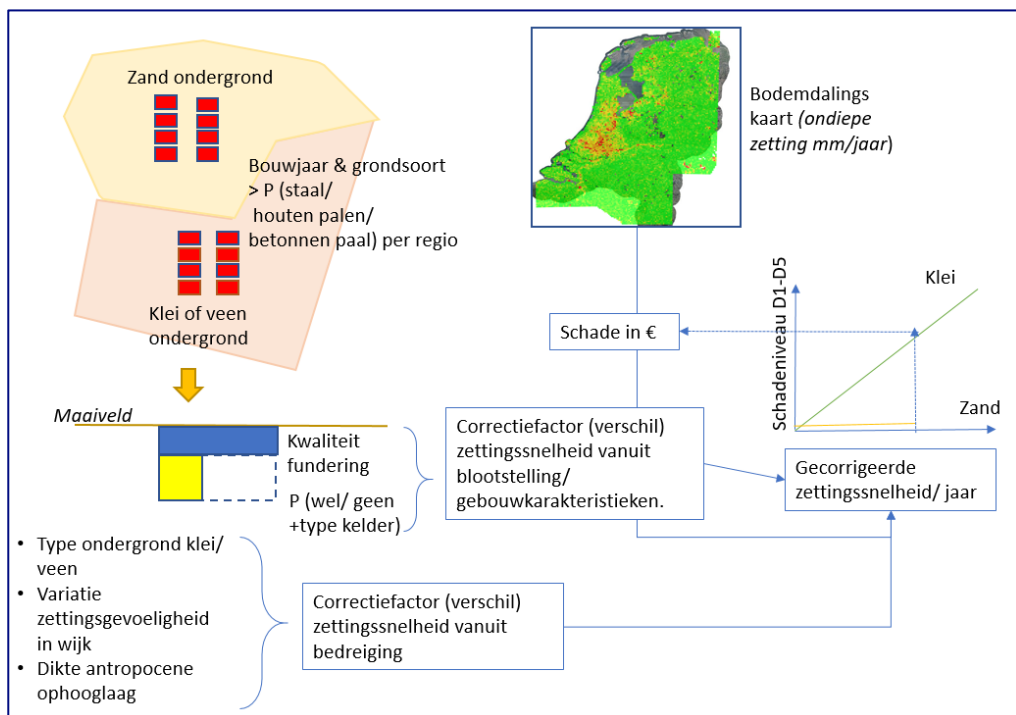 Zand ondergrond
Bouwjaar & grondsoort
> P (staal/
houten palen/
betonnen paal) per regio
Klei of veen
ondergrond
Bodemdalings
kaart (ondiepe
zetting mm/jaar)
Schade in €
Schadeniveau D1-D5
Klei
Zand
Maaiveld
Kwaliteit
fundering
P (wel/ geen
+type kelder)
Correctiefactor (verschil)
zettingssnelheid vanuit
blootstelling/
gebouwkarakteristieken.
Gecorrigeerde
zettingssnelheid/ jaar
• Type ondergrond klei/
veen
• Variatie
zettingsgevoeligheid
in wijk
• Dikte antropocene
ophooglaag
Correctiefactor (verschil)
zettingssnelheid vanuit
bedreiging